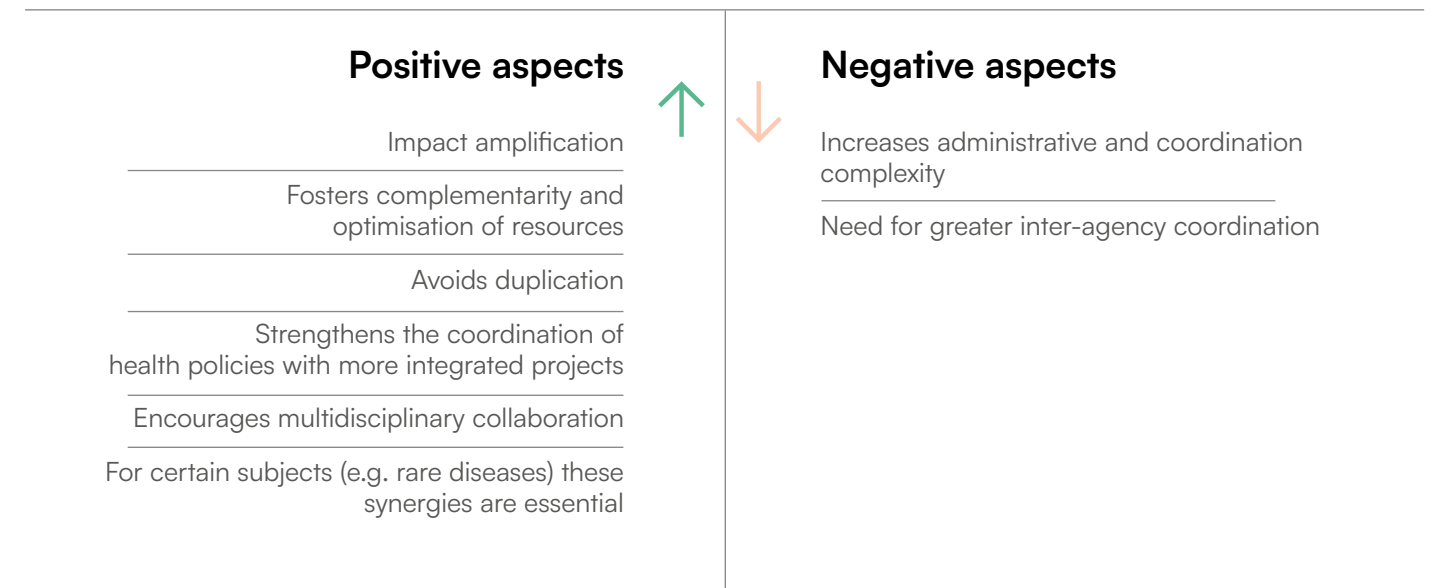 Positive aspects
Impact amplification
Fosters complementarity and
optimisation of resources
Avoids duplication
Strengthens the coordination of
health policies with more integrated projects
Encourages multidisciplinary collaboration
For certain subjects (e.g. rare diseases) these
synergies are essential
Negative aspects
Increases administrative and coordination
complexity
Need for greater inter-agency coordination